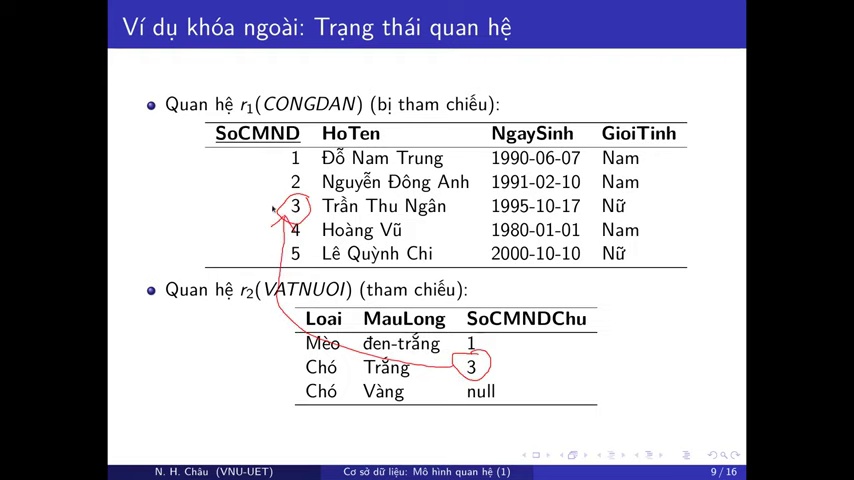 Ví dụ khóa ngoài: Trạng thái quan hệ
Quan hệ r1(CONGDAN) (bị tham chiếu):
SoCMND HoTen NgaySinh GioiTinh
1 Đỗ Nam Trung 1990-06-07 Nam
2 Nguyễn Đông Anh 1991-02-10 Nam
3 Trần Thu Ngân 1995-10-17 Nữ
4 Hoàng Vũ 1980-01-01 Nam
5 Lê Quỳnh Chi 2000-10-10 Nữ
Quan hệ r2(VATNUOI) (tham chiếu):
Loai MauLong SoCMNDChu
Mèo đen-trắng 1
Chó Trắng 3
Chó Vàng null
N. H. Châu (VNU-UET) Cơ sở dữ liệu: Mô hình quan hệ (1) 9 / 16